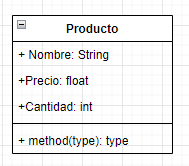 Producto
+ Nombre: String
+Precio: float
+Cantidad: int
+ method(type): type